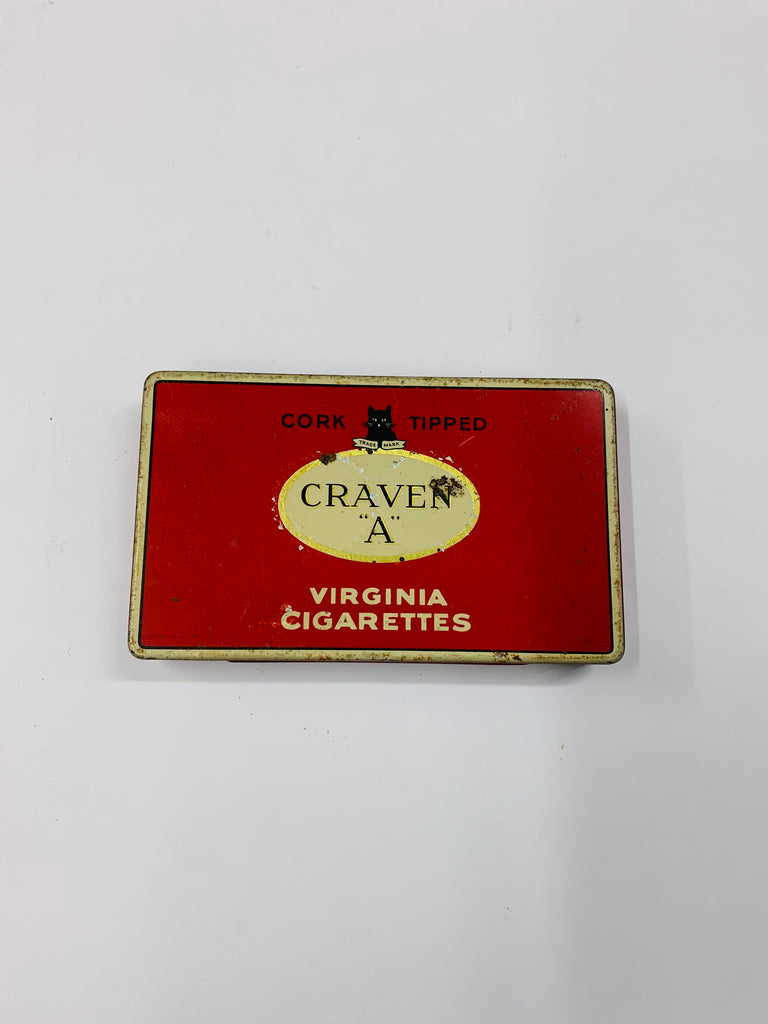 CORK TIPPED
TRADE MARK
CRAVEN
"A"
VIRGINIA
CIGARETTES